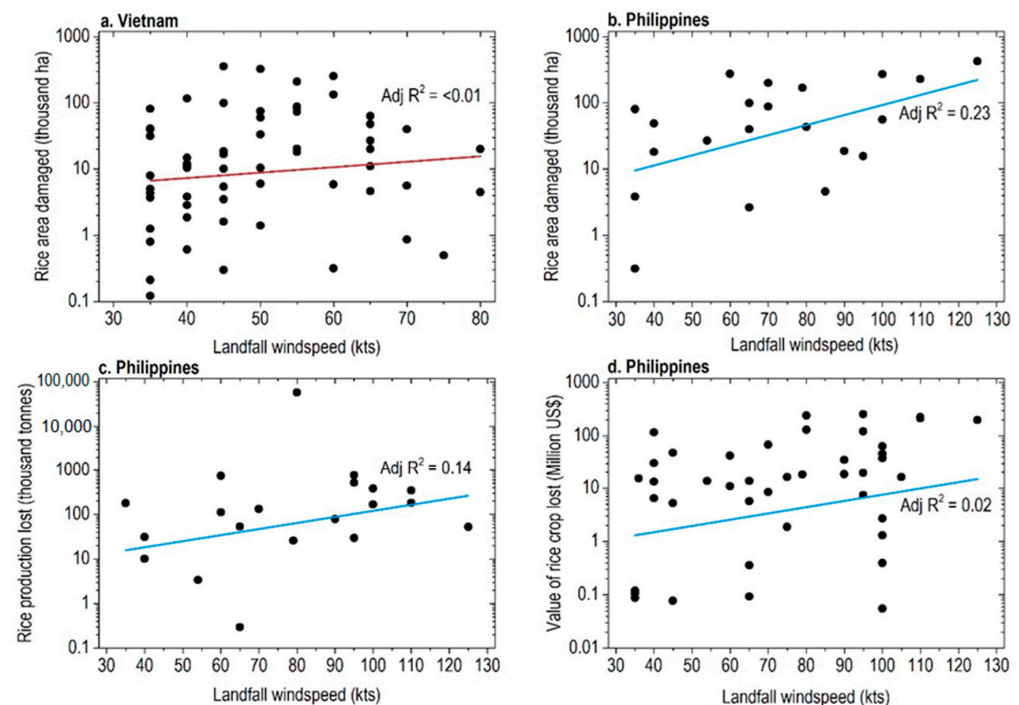 a. Vietnam
1000
100
10
1
0.1
Rice area damaged (thousand ha)
Adj R² = <0.01
30 40 50 60 70 80
Landfall windspeed (kts)
b. Philippines
1000
100
10
1
0.1
Rice area damaged (thousand ha)
Adj R² = 0.23
30 40 50 60 70 80 90 100 110 120 130
Landfall windspeed (kts)
c. Philippines
100,000
10,000
1000
100
10
1
0.1
Rice production lost (thousand tonnes)
Adj R² = 0.14
30 40 50 60 70 80 90 100 110 120 130
Landfall windspeed (kts)
d. Philippines
1000
100
10
1
0.1
0.01
Value of rice crop lost (Million US$)
Adj R² = 0.02
30 40 50 60 70 80 90 100 110 120 130
Landfall windspeed (kts)